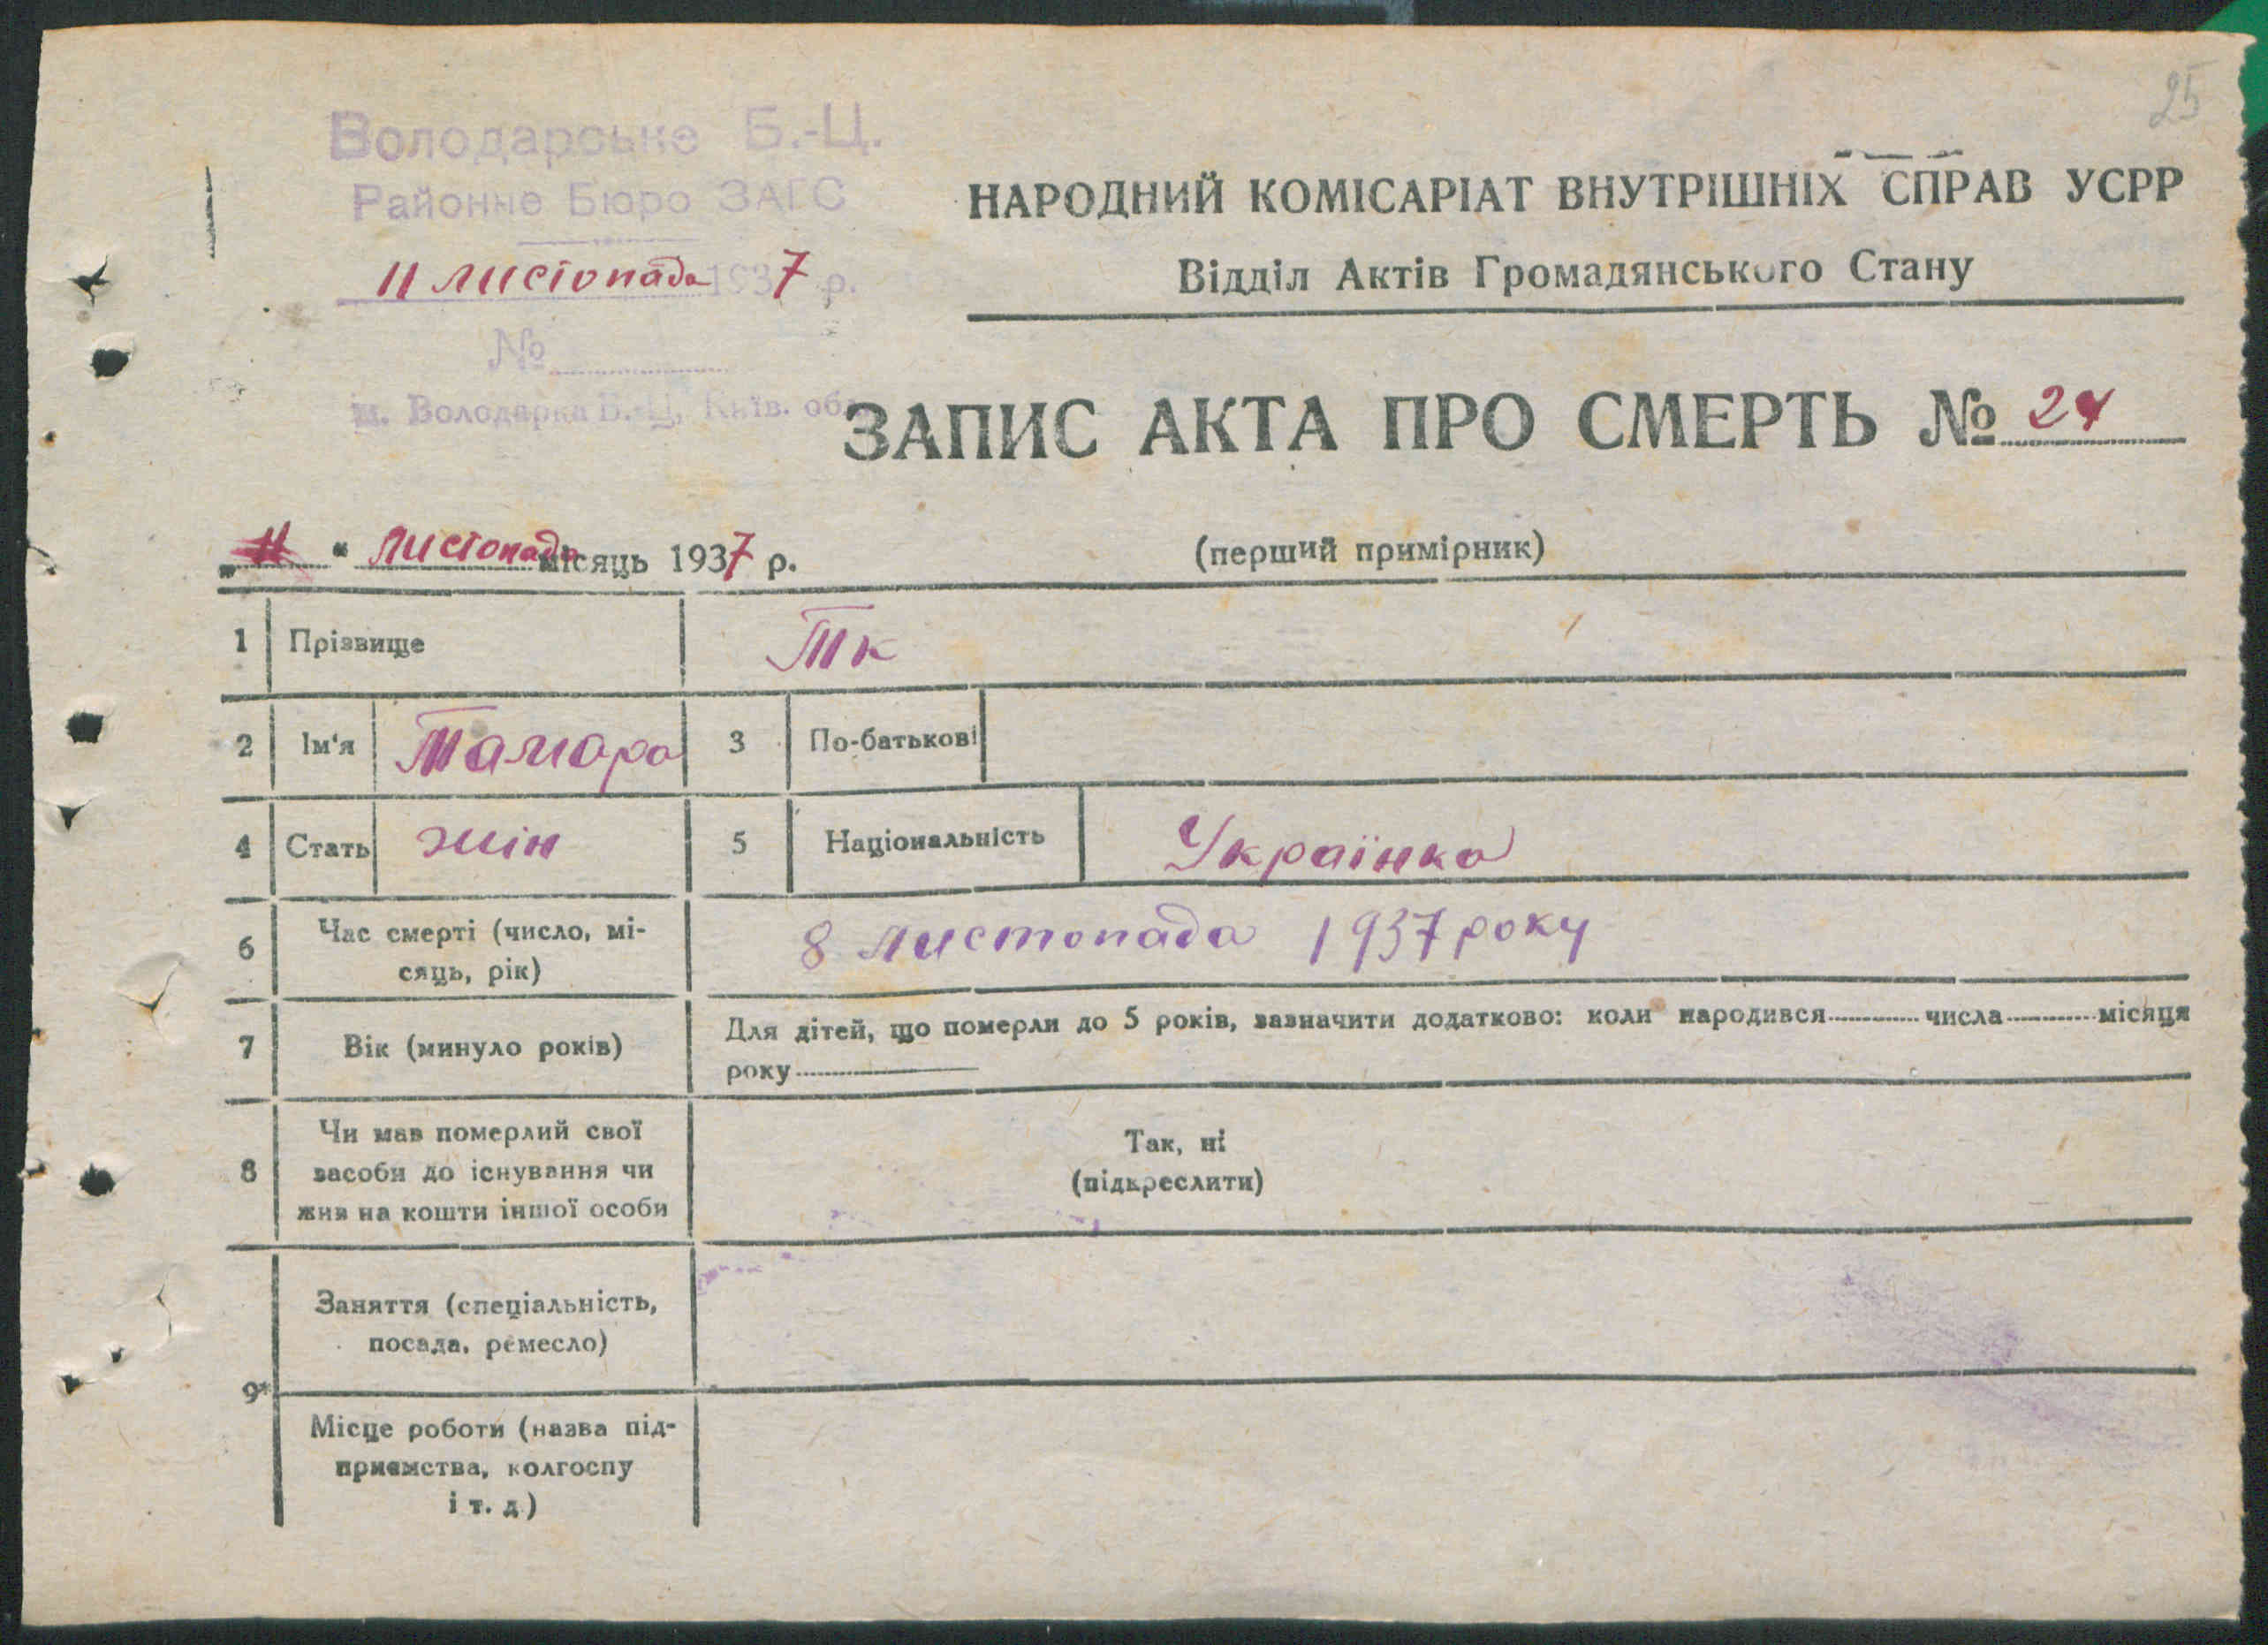 25
Володарське Б.-Ц.
Районне Бюро ЗАГС
11 листопада 1937 р.
№
м. Володарка Б.-Ц, Київ. обл
НАРОДНИЙ КОМІСАРІАТ ВНУТРІШНІХ СПРАВ УСРР
Відділ Актів Громадянського Стану
ЗАПИС АКТА ПРО СМЕРТЬ № 24
„11" Листопада місяць 1937 р.
(перший примірник)
1 Прізвище Тк
2 Ім'я Тамара 3 По-батькові
4 Стать жін 5 Національність Українка
6 Час смерті (число, мі-
сяць, рік)
8 листопада 1937 року
7 Вік (минуло років)
Для дітей, що померли до 5 років, зазначити додатково: коли народився числа місяця
року
8 Чи мав померлий свої
засоби до існування чи
жив на кошти іншої особи
Так, ні
(підкреслити)
9*
Заняття (спеціальність,
посада, ремесло)
Місце роботи (назва під-
приємства, колгоспу
і т. д)